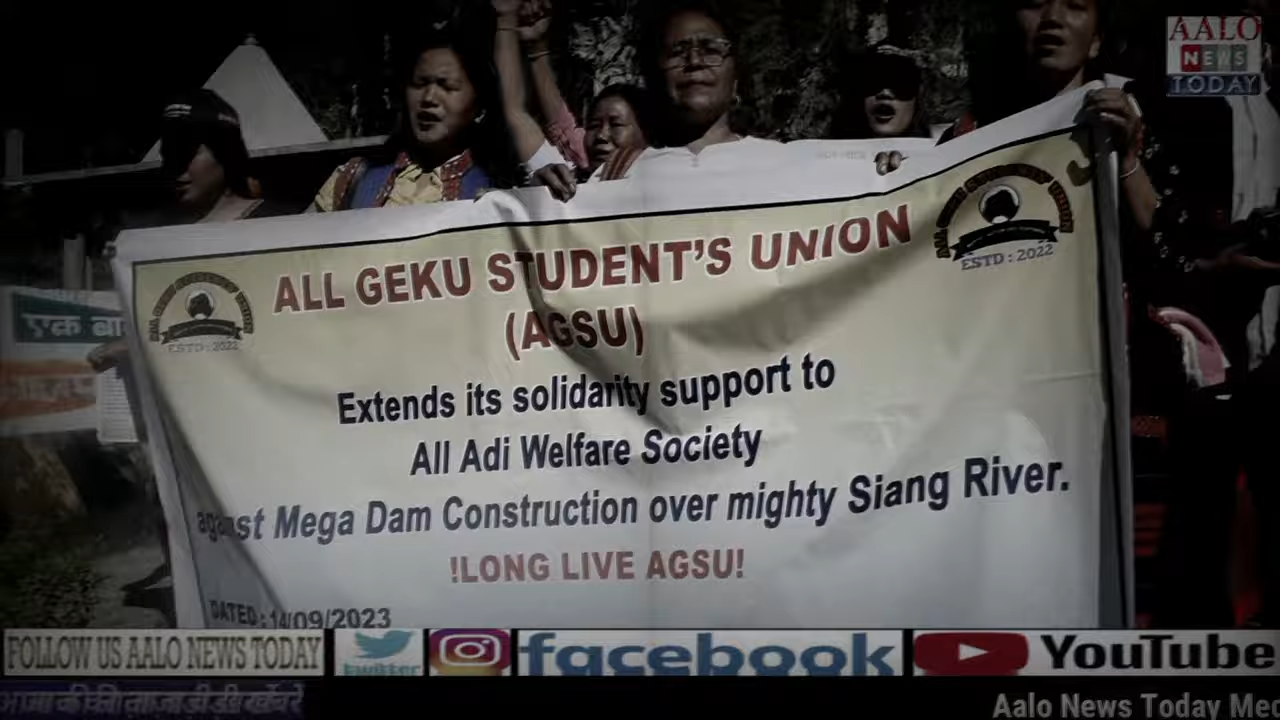 AALO
NEWS
TODAY
ALL GEKU STUDENT'S UNION
(AGSU)
ESTD : 2022
ESTD : 2022
Extends its solidarity support to
All Adi Welfare Society
against Mega Dam Construction over mighty Siang River.
!LONG LIVE AGSU!
DATED : 14/09/2023
एक
FOLLOW US AALO NEWS TODAY
twitter
facebook
YouTube
Aalo News Today